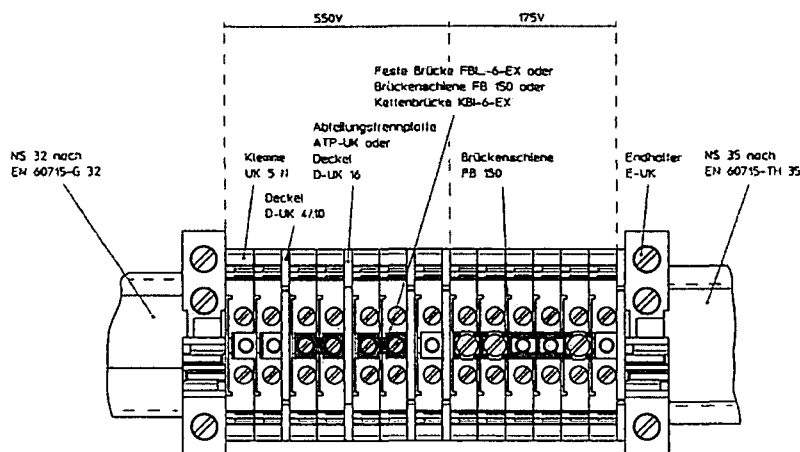 550V
175V
Feste Brücke FBL-6-EX oder
Brückenschiene FB 150 oder
Kettenbrücke KBI-6-EX
Abteilungstrennplatte
ATP-UK oder
Deckel
D-UK 16
NS 32 nach
EN 60715-G 32
Klemme
UK 5 N
Deckel
D-UK 4/10
Brückenschiene
FB 150
Endhalter
E-UK
NS 35 nach
EN 60715-TH 35